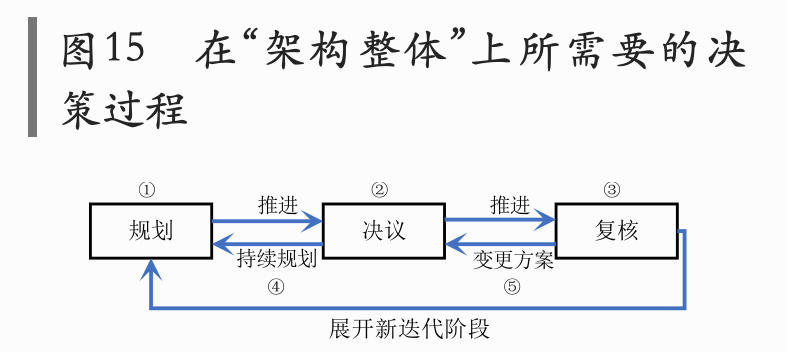 图15 在“架构整体”上所需要的决
策过程
① ② ③
推进 推进
规划 决议 复核
持续规划 变更方案
④ ⑤
展开新迭代阶段